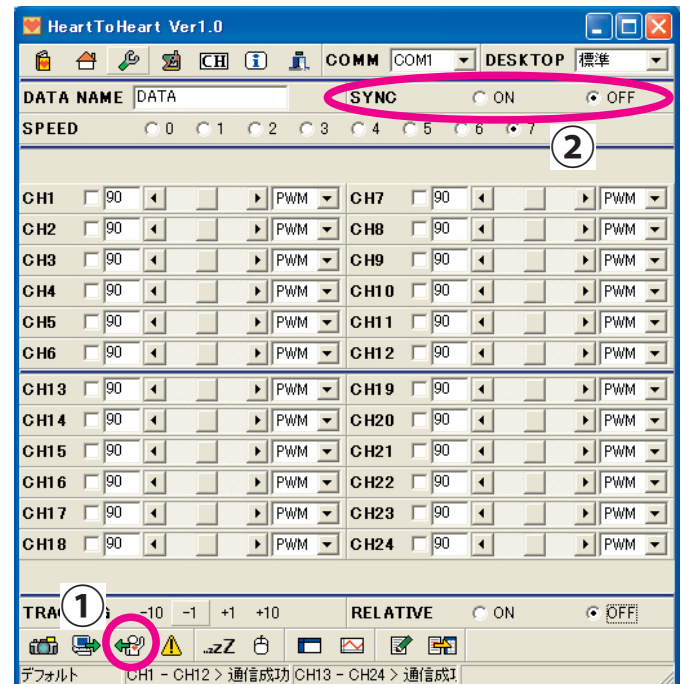 HeartToHeart Ver1.0
CH COMM COM1 DESKTOP 標準
DATA NAME DATA SYNC ON OFF
SPEED 0 1 2 3 4 5 6 7
②
CH1 90 PWM CH7 90 PWM
CH2 90 PWM CH8 90 PWM
CH3 90 PWM CH9 90 PWM
CH4 90 PWM CH10 90 PWM
CH5 90 PWM CH11 90 PWM
CH6 90 PWM CH12 90 PWM
CH13 90 PWM CH19 90 PWM
CH14 90 PWM CH20 90 PWM
CH15 90 PWM CH21 90 PWM
CH16 90 PWM CH22 90 PWM
CH17 90 PWM CH23 90 PWM
CH18 90 PWM CH24 90 PWM
①
-10 -1 +1 +10 RELATIVE ON OFF
..zZ
デフォルト CH1 - CH12 > 通信成功 CH13 - CH24 > 通信成